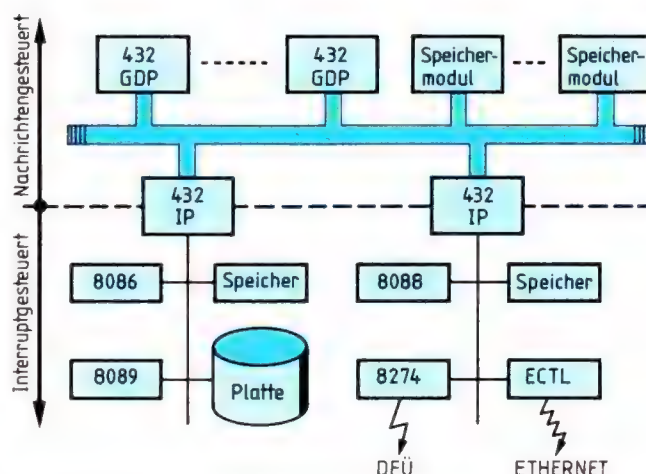 Nachrichtengesteuert
Interruptgesteuert
432
GDP
432
GDP
Speicher-
modul
Speicher-
modul
432
IP
432
IP
8086
Speicher
8088
Speicher
8089
Platte
8274
ECTL
DFÜ
ETHERNET